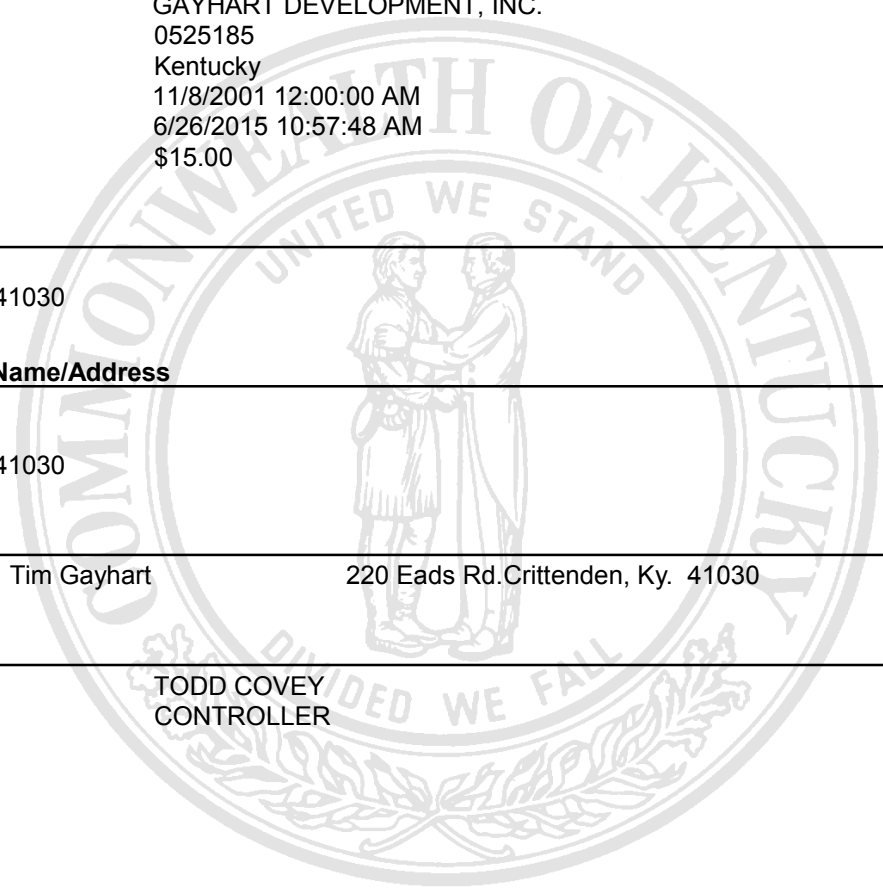 GAYHART DEVELOPMENT, INC.
0525185
Kentucky
11/8/2001 12:00:00 AM
6/26/2015 10:57:48 AM
$15.00
COMMONWEALTH OF KENTUCKY
UNITED WE STAND
41030
Name/Address
41030
Tim Gayhart 220 Eads Rd.Crittenden, Ky. 41030
DIVIDED WE FALL
TODD COVEY
CONTROLLER